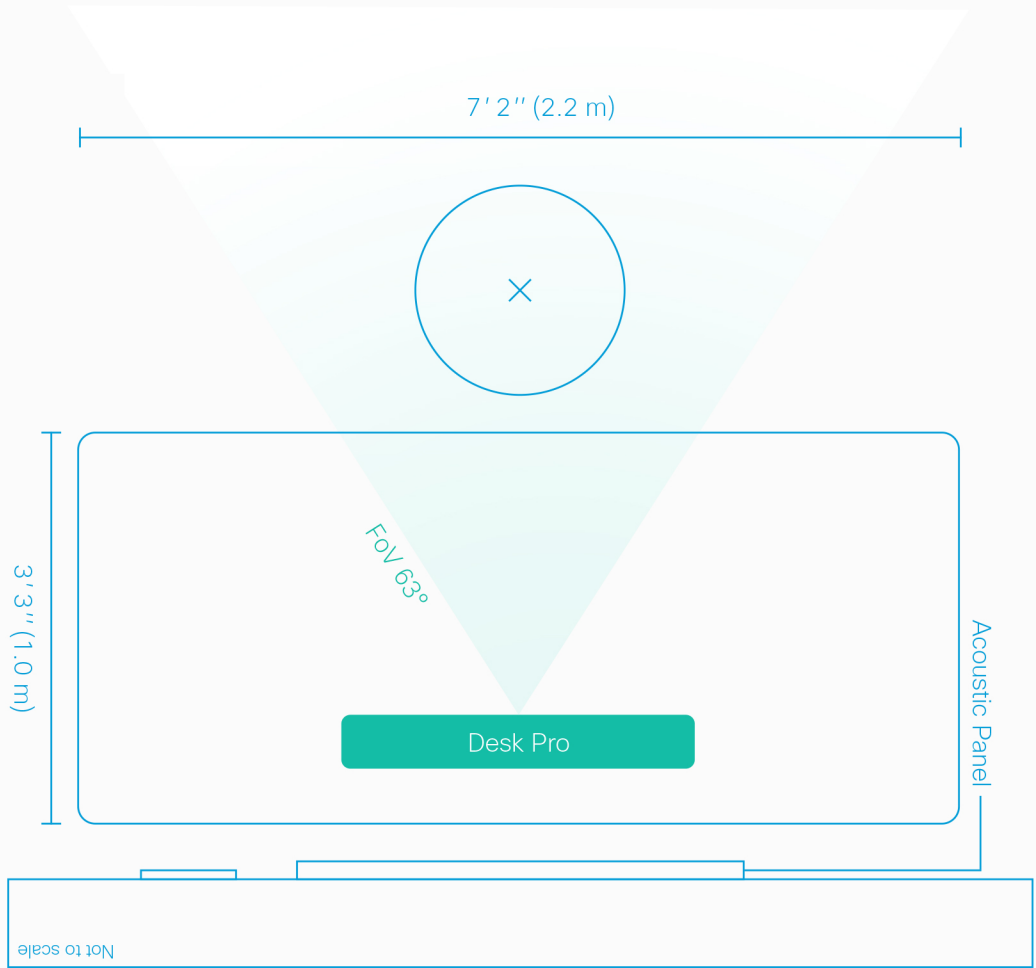 7′ 2′′ (2.2 m)
FoV 63°
3′ 3′′ (1.0 m)
Acoustic Panel
Desk Pro
Not to scale